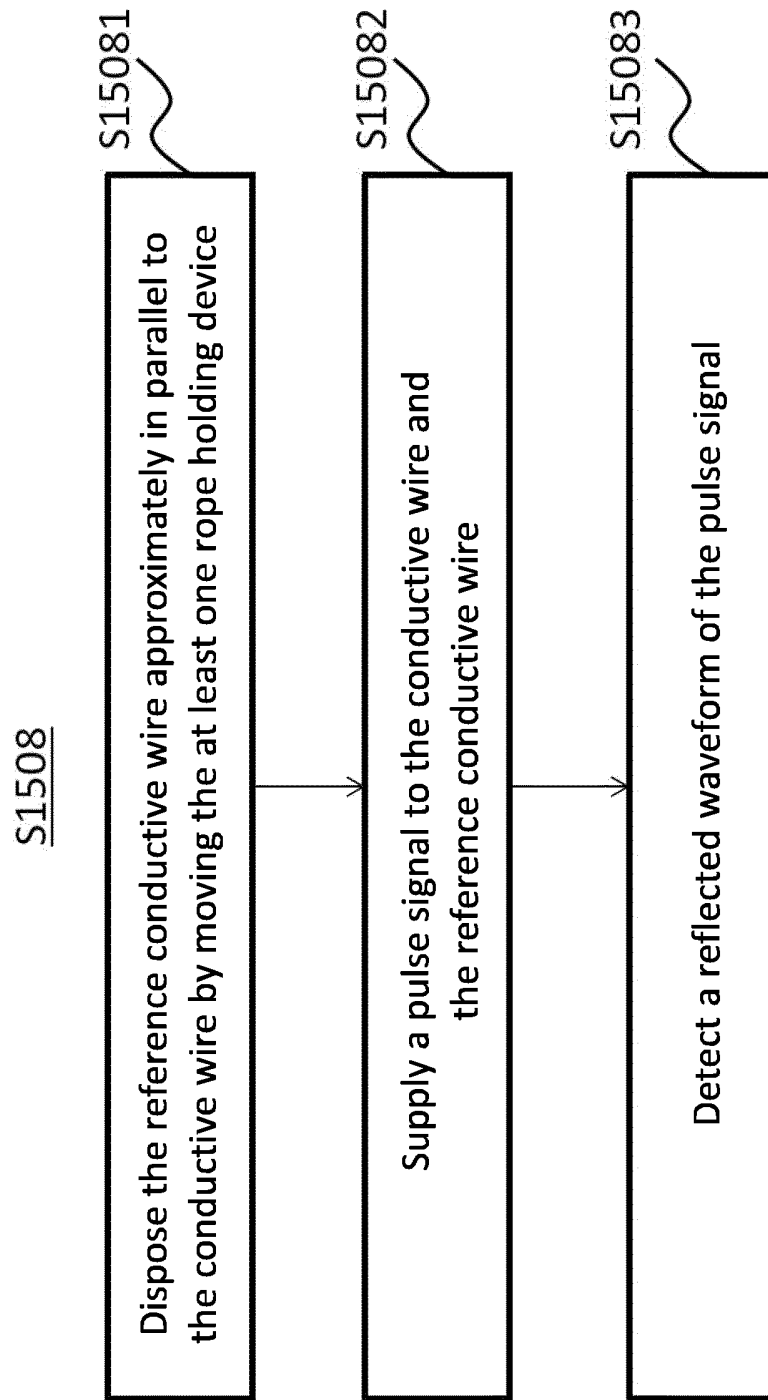 S1508
S15081
Dispose the reference conductive wire approximately in parallel to
the conductive wire by moving the at least one rope holding device
S15082
Supply a pulse signal to the conductive wire and
the reference conductive wire
S15083
Detect a reflected waveform of the pulse signal